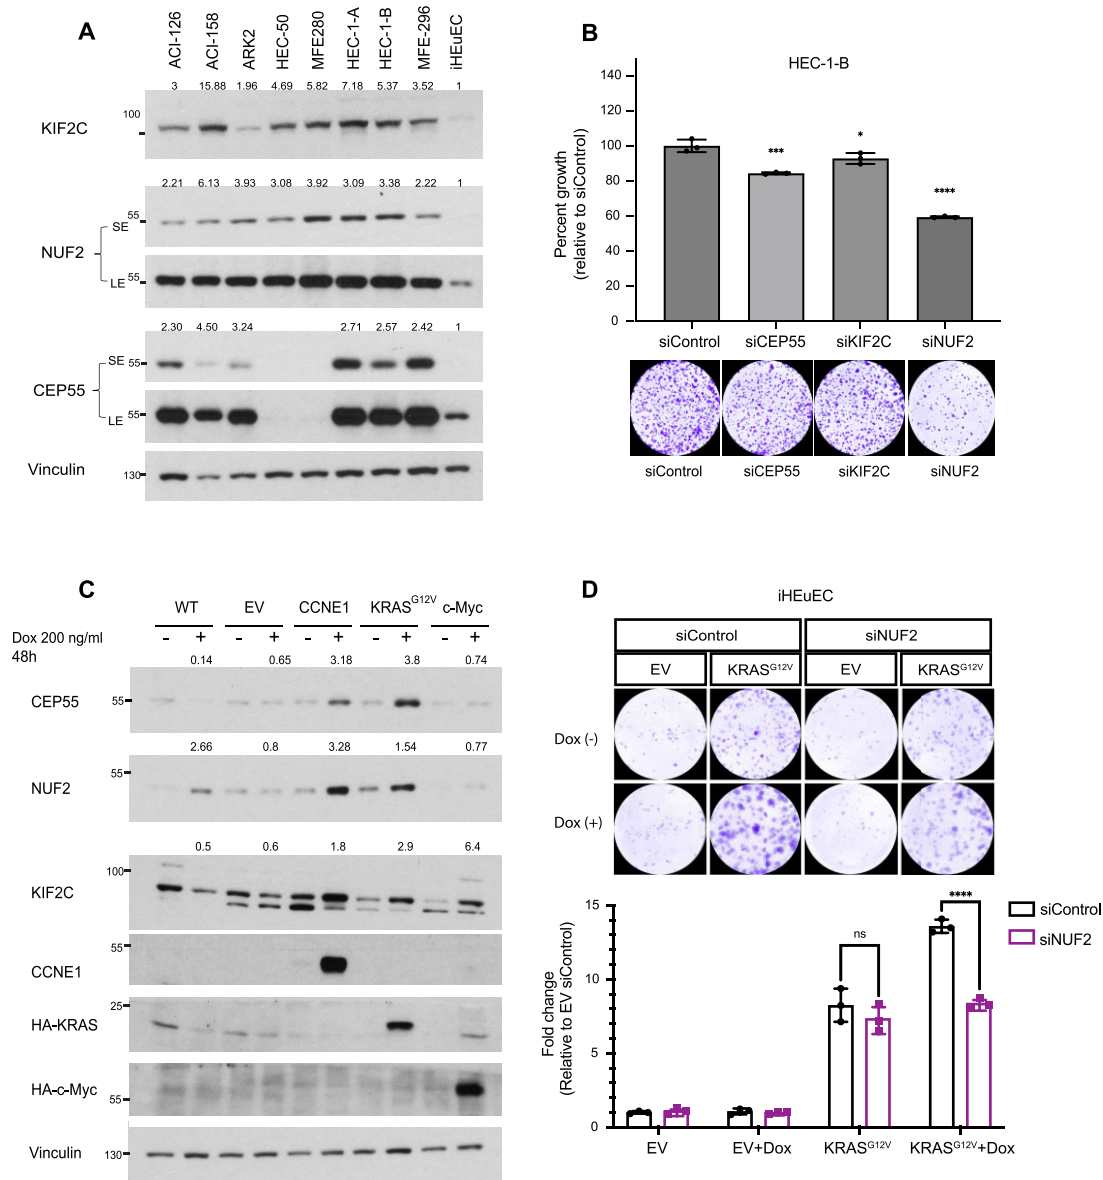 A
ACI-126
ACI-158
ARK2
HEC-50
MFE280
HEC-1-A
HEC-1-B
MFE-296
iHEuEC
3 15.88 1.96 4.69 5.82 7.18 5.37 3.52 1
KIF2C
100
2.21 6.13 3.93 3.08 3.92 3.09 3.38 2.22 1
NUF2
SE
55
LE
55
2.30 4.50 3.24 2.71 2.57 2.42 1
CEP55
SE
55
LE
55
Vinculin
130
B
HEC-1-B
Percent growth
(relative to siControl)
140
120
100
80
60
40
20
0
***
*
****
siControl siCEP55 siKIF2C siNUF2
siControl siCEP55 siKIF2C siNUF2
C
WT EV CCNE1 KRASG12V c-Myc
Dox 200 ng/ml - + - + - + - + - +
48h
0.14 0.65 3.18 3.8 0.74
CEP55
55
2.66 0.8 3.28 1.54 0.77
NUF2
55
0.5 0.6 1.8 2.9 6.4
KIF2C
100
CCNE1
55
HA-KRAS
25
HA-c-Myc
55
Vinculin
130
D
iHEuEC
siControl siNUF2
EV KRASG12V EV KRASG12V
Dox (-)
Dox (+)
Fold change
(Relative to EV siControl)
15
10
5
0
ns
****
siControl
siNUF2
EV EV+Dox KRASG12V KRASG12V+Dox